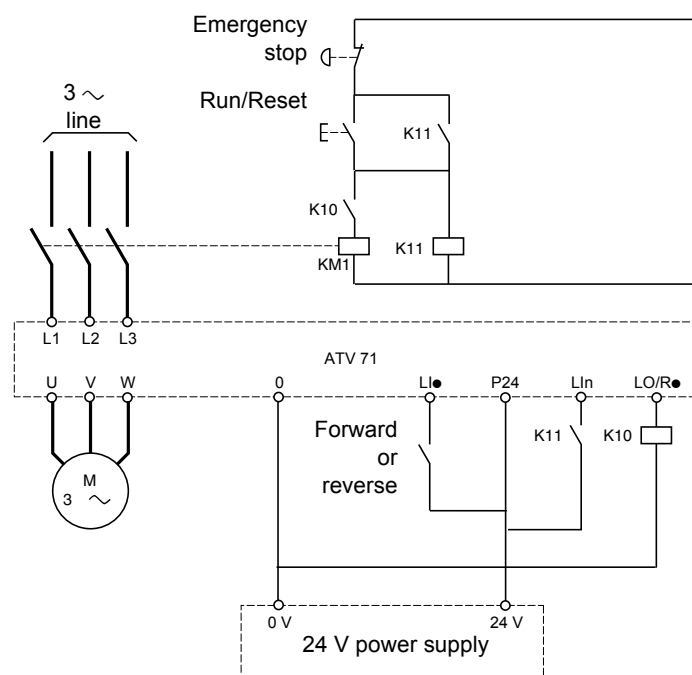 Emergency
stop
3 ~
line
Run/Reset
K11
K10
KM1
K11
L1 L2 L3
ATV 71
U V W 0 LI● P24 LIn LO/R●
Forward
or
reverse
K11
K10
M
3 ~
0 V
24 V
24 V power supply